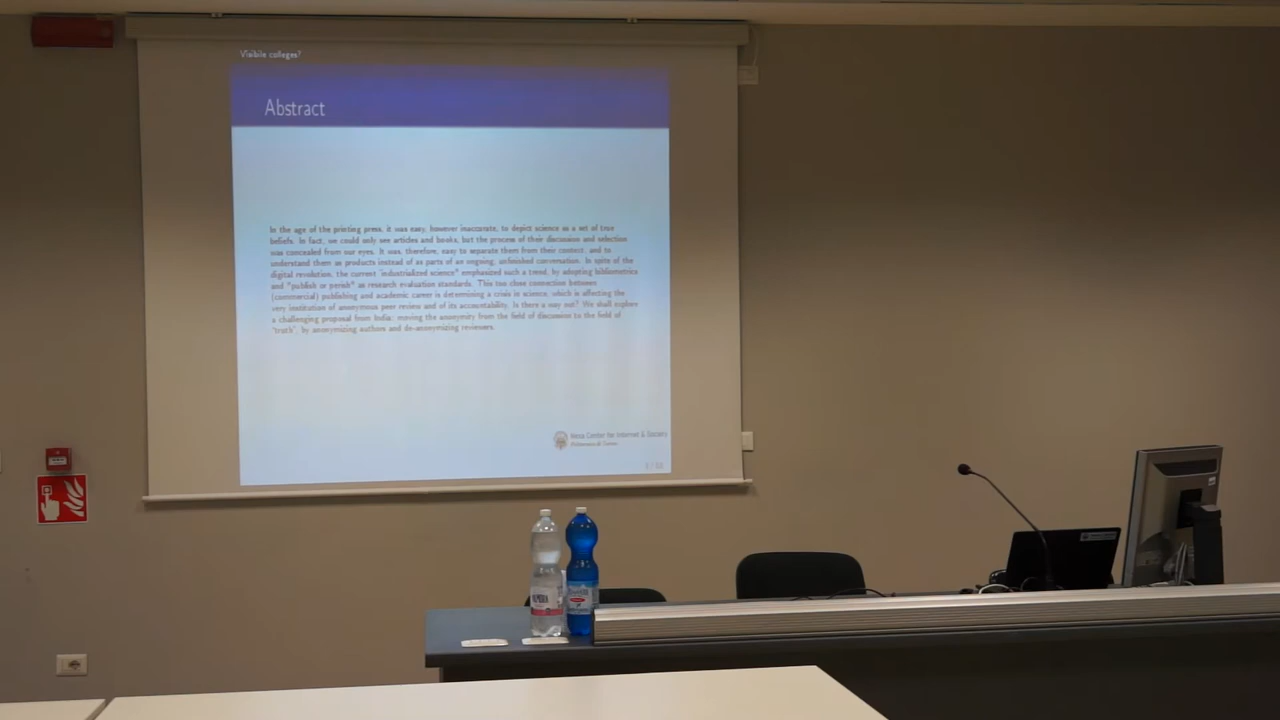 Visibile colleges?
Abstract
In the age of the printing press, it was easy, however inaccurate, to depict science as a set of true
beliefs. In fact, we could only see articles and books, but the process of their discussion and selection
was concealed from our eyes. It was, therefore, easy to separate them from their context, and to
understand them as products instead of as parts of an ongoing, unfinished conversation. In spite of the
digital revolution, the current "industrialized science" emphasized such a trend, by adopting bibliometrics
and "publish or perish" as research evaluation standards. This too close connection between
(commercial) publishing and academic career is determining a crisis in science, which is affecting the
very institution of anonymous peer review and of its accountability. Is there a way out? We shall explore
a challenging proposal from India: moving the anonymity from the field of discussion to the field of
"truth", by anonymizing authors and de-anonymizing reviewers.
Nexa Center for Internet & Society
Politecnico di Torino